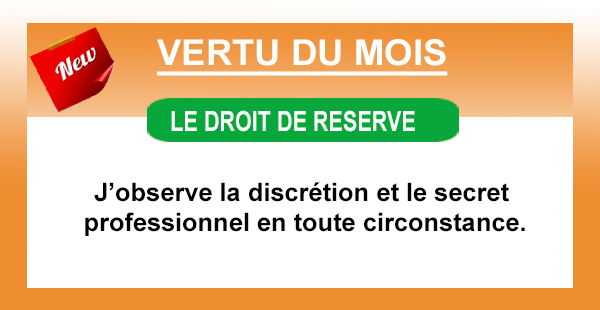 New
VERTU DU MOIS
LE DROIT DE RESERVE
J’observe la discrétion et le secret
professionnel en toute circonstance.